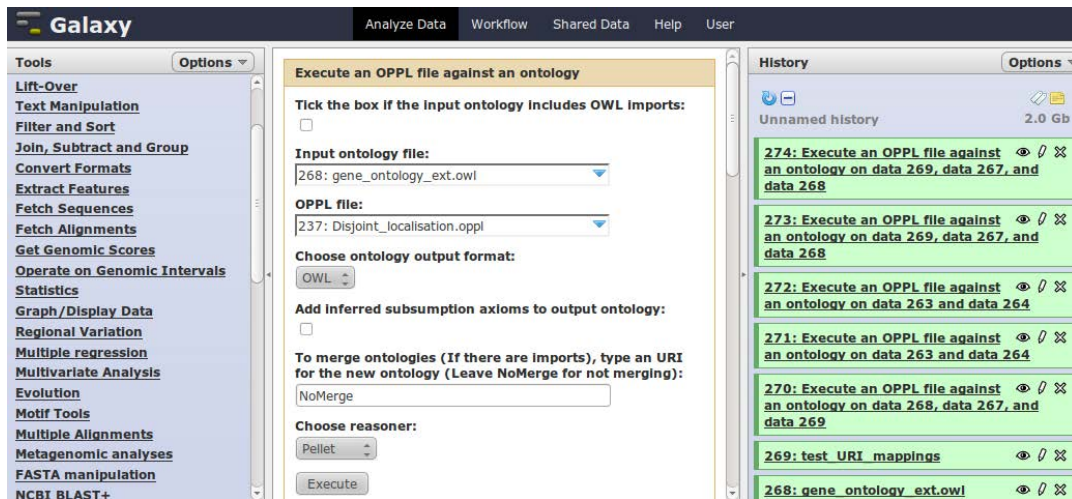 Galaxy
Analyze Data Workflow Shared Data Help User
Tools
Options
Lift-Over
Text Manipulation
Filter and Sort
Join, Subtract and Group
Convert Formats
Extract Features
Fetch Sequences
Fetch Alignments
Get Genomic Scores
Operate on Genomic Intervals
Statistics
Graph/Display Data
Regional Variation
Multiple regression
Multivariate Analysis
Evolution
Motif Tools
Multiple Alignments
Metagenomic analyses
FASTA manipulation
NCBI BLAST+
Execute an OPPL file against an ontology
Tick the box if the input ontology includes OWL imports:
Input ontology file:
268: gene_ontology_ext.owl
OPPL file:
237: Disjoint_localisation.oppl
Choose ontology output format:
OWL
Add inferred subsumption axioms to output ontology:
To merge ontologies (If there are imports), type an URI
for the new ontology (Leave NoMerge for not merging):
NoMerge
Choose reasoner:
Pellet
Execute
History
Options
Unnamed history 2.0 Gb
274: Execute an OPPL file against
an ontology on data 269, data 267, and
data 268
273: Execute an OPPL file against
an ontology on data 269, data 267, and
data 268
272: Execute an OPPL file against
an ontology on data 263 and data 264
271: Execute an OPPL file against
an ontology on data 263 and data 264
270: Execute an OPPL file against
an ontology on data 268, data 267, and
data 269
269: test_URI_mappings
268: gene_ontology_ext.owl